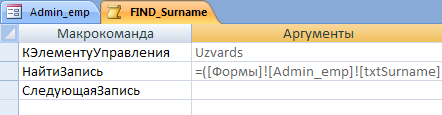 Admin_emp FIND_Surname
Макрокоманда Аргументы
КЭлементуУправления Uzvards
НайтиЗапись =([Формы]![Admin_emp]![txtSurname]
СледующаяЗапись